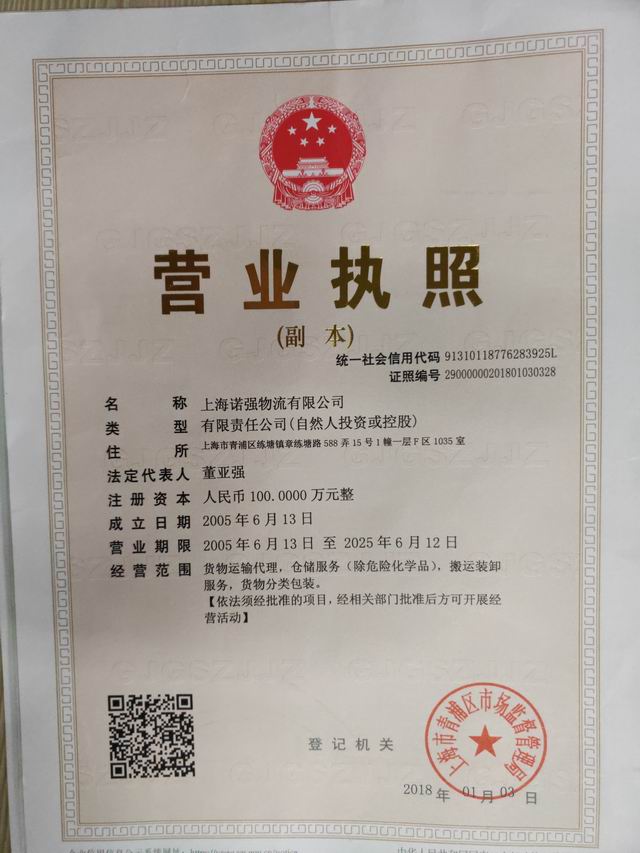 营业执照
(副 本)
统一社会信用代码 91310118776283925L
证照编号 29000000201801030328
名 称 上海诺强物流有限公司
类 型 有限责任公司(自然人投资或控股)
住 所 上海市青浦区练塘镇章练塘路588弄15号1幢一层F区1035室
法定代表人 董亚强
注册资本 人民币100.0000万元整
成立日期 2005年6月13日
营业期限 2005年6月13日 至 2025年6月12日
经营范围 货物运输代理，仓储服务（除危险化学品），搬运装卸
服务，货物分类包装。
【依法须经批准的项目，经相关部门批准后方可开展经
营活动】
上海市青浦区市场监督管理局
登记机关
2018年 01月 03日